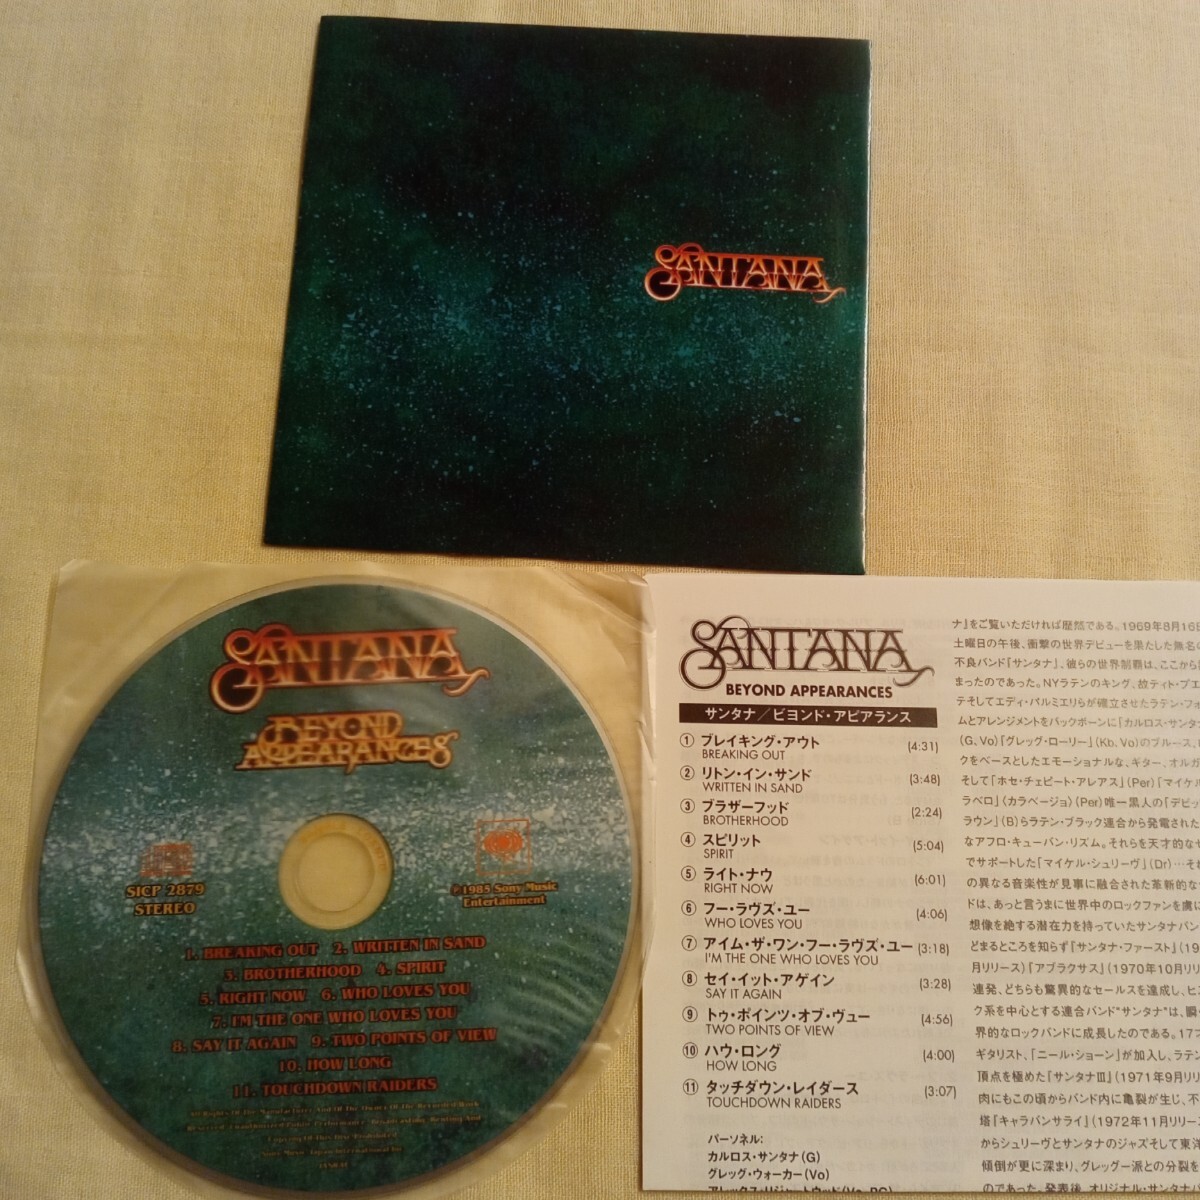 SANTANA
SANTANA
BEYOND
APPEARANCES
SICP 2879
STEREO
℗1985 Sony Music
Entertainment
1. BREAKING OUT 2. WRITTEN IN SAND
3. BROTHERHOOD 4. SPIRIT
5. RIGHT NOW 6. WHO LOVES YOU
7. I'M THE ONE WHO LOVES YOU
8. SAY IT AGAIN 9. TWO POINTS OF VIEW
10. HOW LONG
11. TOUCHDOWN RAIDERS
SANTANA
BEYOND APPEARANCES
サンタナ/ビヨンド・アピアランス
① ブレイキング・アウト (4:31)
BREAKING OUT
② リトン・イン・サンド (3:48)
WRITTEN IN SAND
③ ブラザーフッド (2:24)
BROTHERHOOD
④ スピリット (5:04)
SPIRIT
⑤ ライト・ナウ (6:01)
RIGHT NOW
⑥ フー・ラヴズ・ユー (4:06)
WHO LOVES YOU
⑦ アイム・ザ・ワン・フー・ラヴズ・ユー (3:18)
I'M THE ONE WHO LOVES YOU
⑧ セイ・イット・アゲイン (3:28)
SAY IT AGAIN
⑨ トゥ・ポインツ・オブ・ヴュー (4:56)
TWO POINTS OF VIEW
⑩ ハウ・ロング (4:00)
HOW LONG
⑪ タッチダウン・レイダース (3:07)
TOUCHDOWN RAIDERS
パーソネル:
カルロス・サンタナ(G)
グレッグ・ウォーカー(Vo)
アレックス・リジャートウッド(Vo, RG)
ナ』をご覧いただければ歴然である。1969年8月16
土曜日の午後、衝撃の世界デビューを果たした無名の
不良バンド『サンタナ』、彼らの世界制覇は、ここから
まったのであった。NYラテンのキング、故ティト・プエ
テそしてエディ・パルミエリらが確立させたラテン・フォ
ムとアレンジメントをバックボーンに「カルロス・サンタナ
(G、Vo)『グレッグ・ローリー』(Kb、Vo)のブルース、
クをベースとしたエモーショナルな、ギター、オルガ
そして「ホセ・チェピート・アレアス」(Per)「マイケ
ラベロ」〈カラベージョ〉(Per)唯一黒人の「デビッ
ラウン」(B)らラテン・ブラック連合から発電された
なアフロ・キューバン・リズム。それらを天才的なセ
でサポートした「マイケル・シュリーヴ」(Dr)…そ
の異なる音楽性が見事に融合された革新的な
ドは、あっと言うまに世界中のロックファンを虜に
想像を絶する潜在力を持っていたサンタナバン
どまるところを知らず『サンタナ・ファースト』(19
月リリース)『アブラクサス』(1970年10月リ
連発、どちらも驚異的なセールスを達成し、ヒ
ク系を中心とする連合バンド“サンタナ”は、瞬
界的なロックバンドに成長したのである。17才
ギタリスト、「ニール・ショーン」が加入し、ラテン
頂点を極めた『サンタナIII』(1971年9月リリ
肉にもこの頃からバンド内に亀裂が生じ、不
塔『キャラバンサライ』(1972年11月リリー
からシュリーヴとサンタナのジャズそして東洋
傾倒が更に深まり、グレッグ一派との分裂を
のであった。発表後、オリジナル・サンタナバ